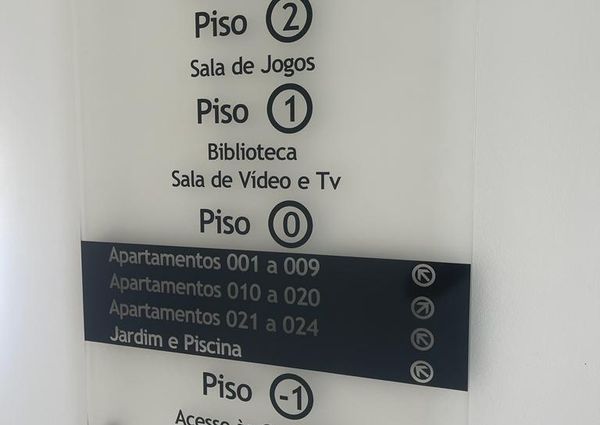 Piso 2
Sala de Jogos
Piso 1
Biblioteca
Sala de Vídeo e Tv
Piso 0
Apartamentos 001 a 009
Apartamentos 010 a 020
Apartamentos 021 a 024
Jardim e Piscina
Piso -1
Acesso